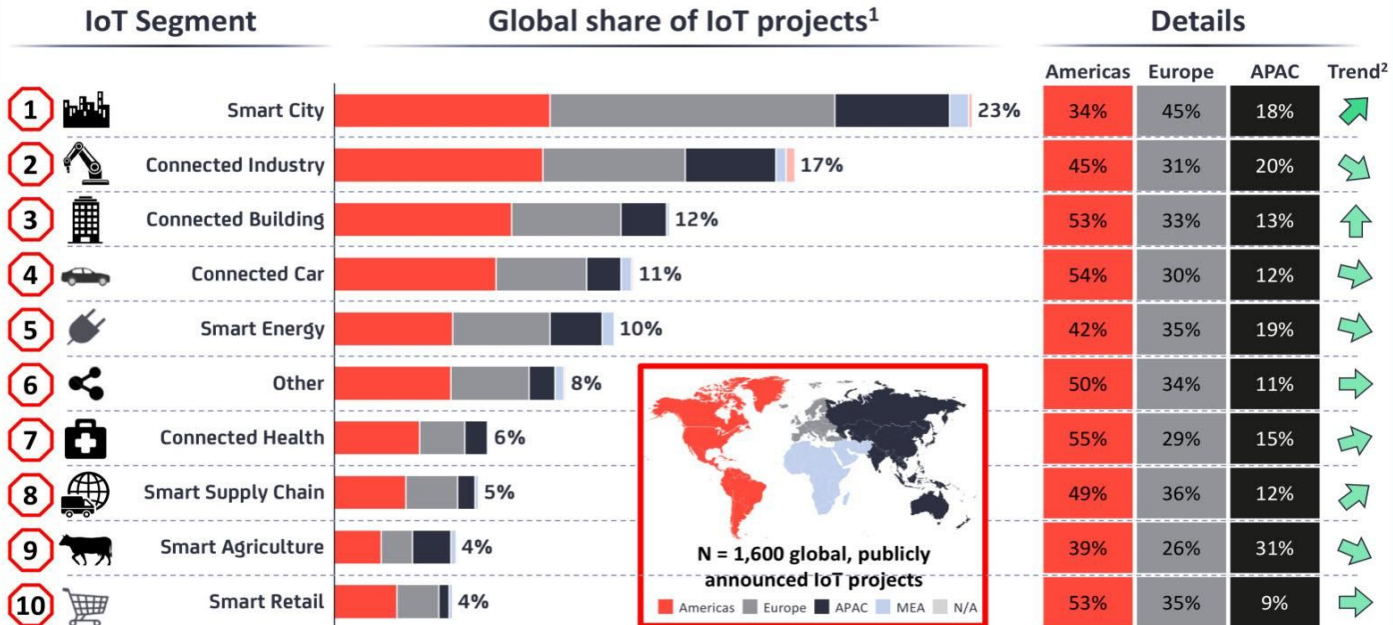 IoT Segment Global share of IoT projects¹ Details
Americas Europe APAC Trend²
1 Smart City 23% 34% 45% 18%
2 Connected Industry 17% 45% 31% 20%
3 Connected Building 12% 53% 33% 13%
4 Connected Car 11% 54% 30% 12%
5 Smart Energy 10% 42% 35% 19%
6 Other 8% 50% 34% 11%
7 Connected Health 6% 55% 29% 15%
8 Smart Supply Chain 5% 49% 36% 12%
9 Smart Agriculture 4% 39% 26% 31%
10 Smart Retail 4% 53% 35% 9%
N = 1,600 global, publicly
announced IoT projects
Americas Europe APAC MEA N/A